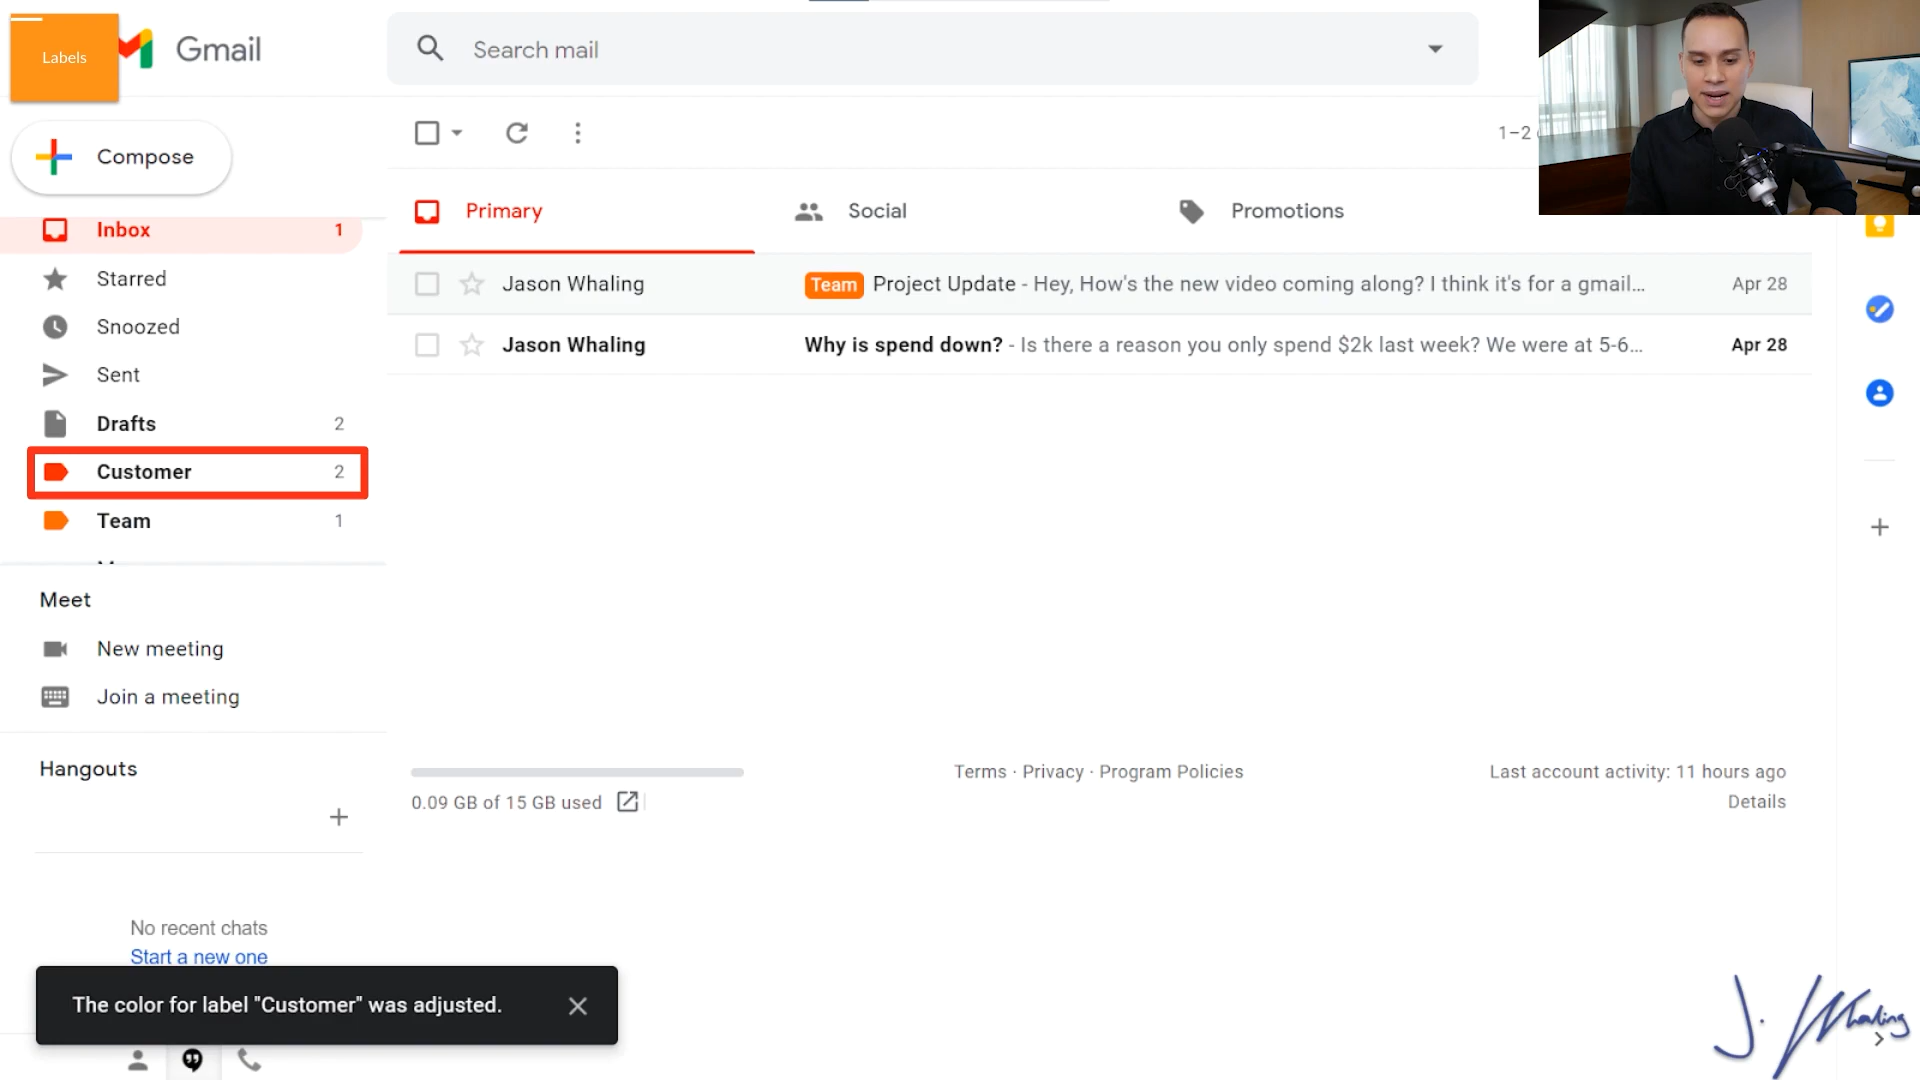 Labels
Gmail
Search mail
Compose
1–2
Primary
Social
Promotions
Inbox 1
Starred
Snoozed
Sent
Drafts 2
Customer 2
Team 1
Jason Whaling Team Project Update - Hey, How's the new video coming along? I think it's for a gmail... Apr 28
Jason Whaling Why is spend down? - Is there a reason you only spend $2k last week? We were at 5-6... Apr 28
Meet
New meeting
Join a meeting
Hangouts
0.09 GB of 15 GB used
Terms · Privacy · Program Policies
Last account activity: 11 hours ago
Details
No recent chats
Start a new one
The color for label "Customer" was adjusted.
J. Whaling